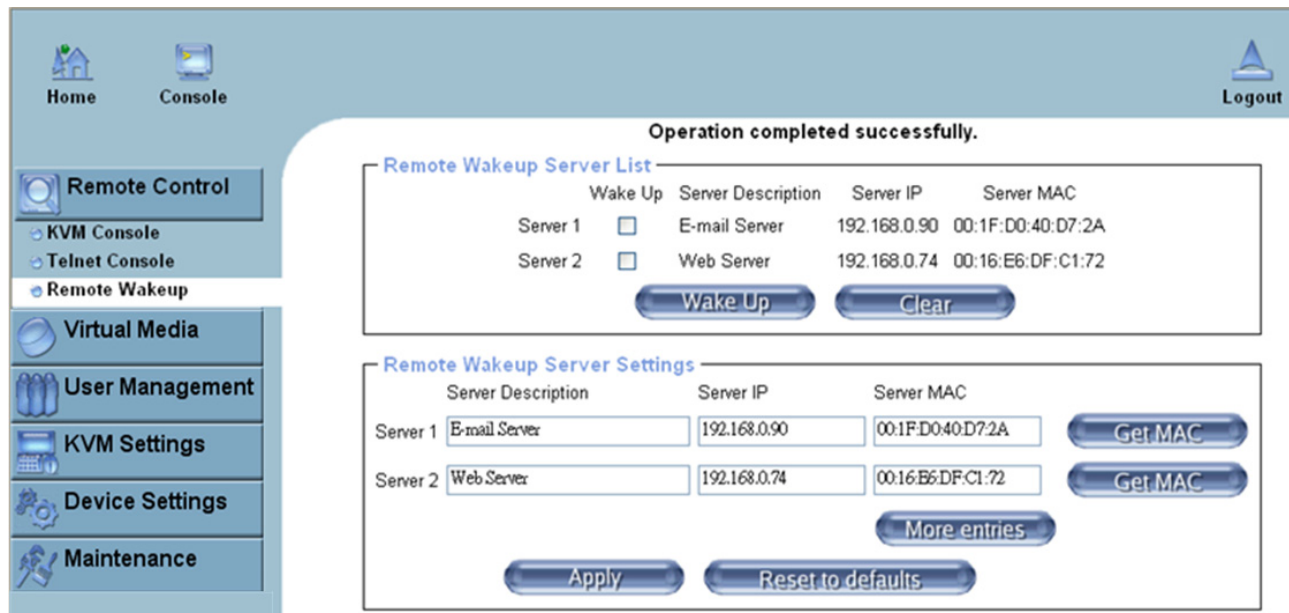 Home Console Logout
Operation completed successfully.
Remote Control
KVM Console
Telnet Console
Remote Wakeup
Virtual Media
User Management
KVM Settings
Device Settings
Maintenance
Remote Wakeup Server List
Wake Up Server Description Server IP Server MAC
Server 1 E-mail Server 192.168.0.90 00:1F:D0:40:D7:2A
Server 2 Web Server 192.168.0.74 00:16:E6:DF:C1:72
Wake Up Clear
Remote Wakeup Server Settings
Server Description Server IP Server MAC
Server 1 E-mail Server 192.168.0.90 00:1F:D0:40:D7:2A Get MAC
Server 2 Web Server 192.168.0.74 00:16:E6:DF:C1:72 Get MAC
More entries
Apply Reset to defaults